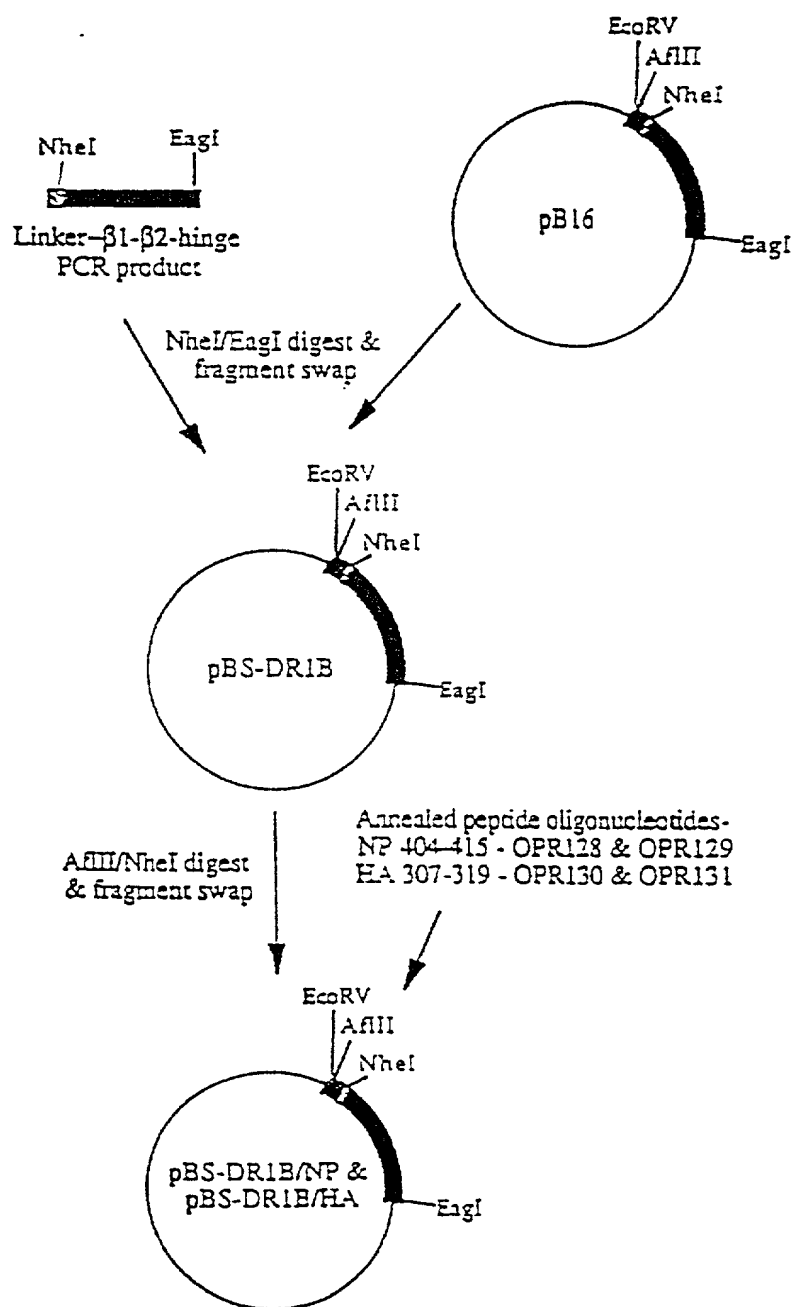 EcoRV
AflII
NheI
NheI
EagI
pB16
EagI
Linker–β1-β2-hinge
PCR product
NheI/EagI digest &
fragment swap
EcoRV
AflII
NheI
pBS-DR1B
EagI
AflII/NheI digest
& fragment swap
Annealed peptide oligonucleotides-
NP 404-415 - OPR128 & OPR129
HA 307-319 - OPR130 & OPR131
EcoRV
AflII
NheI
pBS-DR1B/NP &
pBS-DR1B/HA
EagI